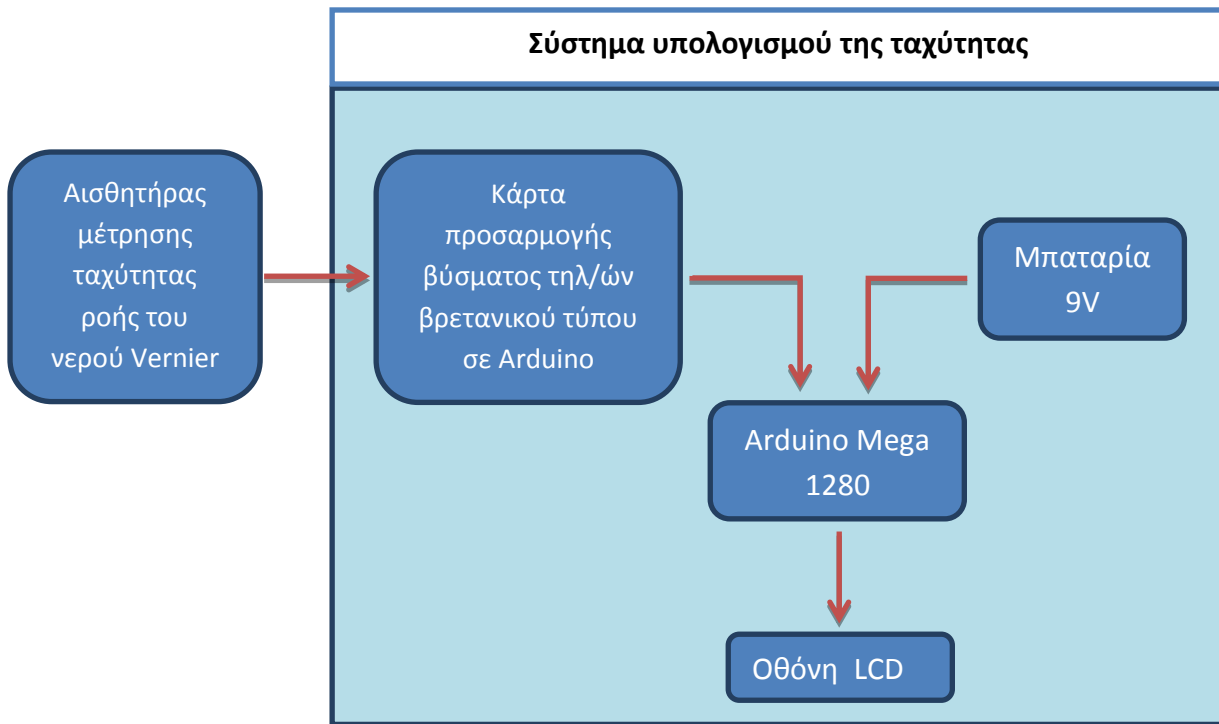 Σύστημα υπολογισμού της ταχύτητας
Αισθητήρας
μέτρησης
ταχύτητας
ροής του
νερού Vernier
Κάρτα
προσαρμογής
βύσματος τηλ/ών
βρετανικού τύπου
σε Arduino
Μπαταρία
9V
Arduino Mega
1280
Οθόνη LCD